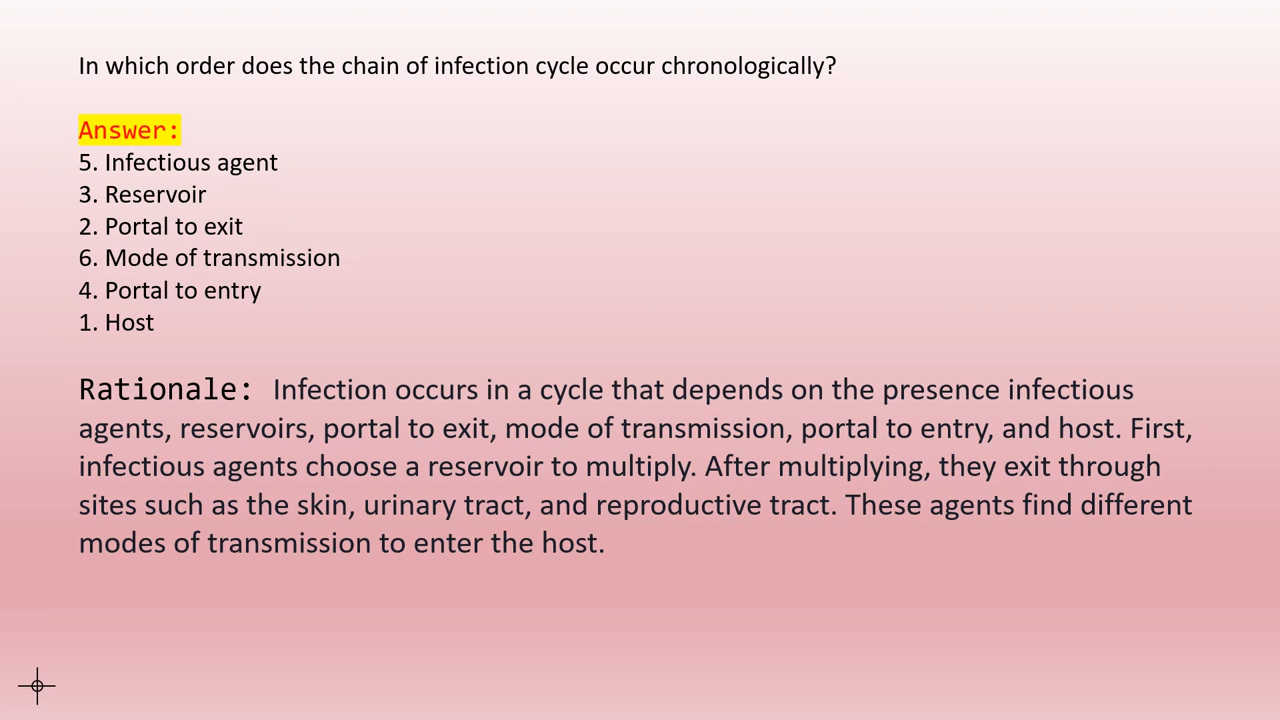 In which order does the chain of infection cycle occur chronologically?
Answer:
5. Infectious agent
3. Reservoir
2. Portal to exit
6. Mode of transmission
4. Portal to entry
1. Host
Rationale: Infection occurs in a cycle that depends on the presence infectious
agents, reservoirs, portal to exit, mode of transmission, portal to entry, and host. First,
infectious agents choose a reservoir to multiply. After multiplying, they exit through
sites such as the skin, urinary tract, and reproductive tract. These agents find different
modes of transmission to enter the host.